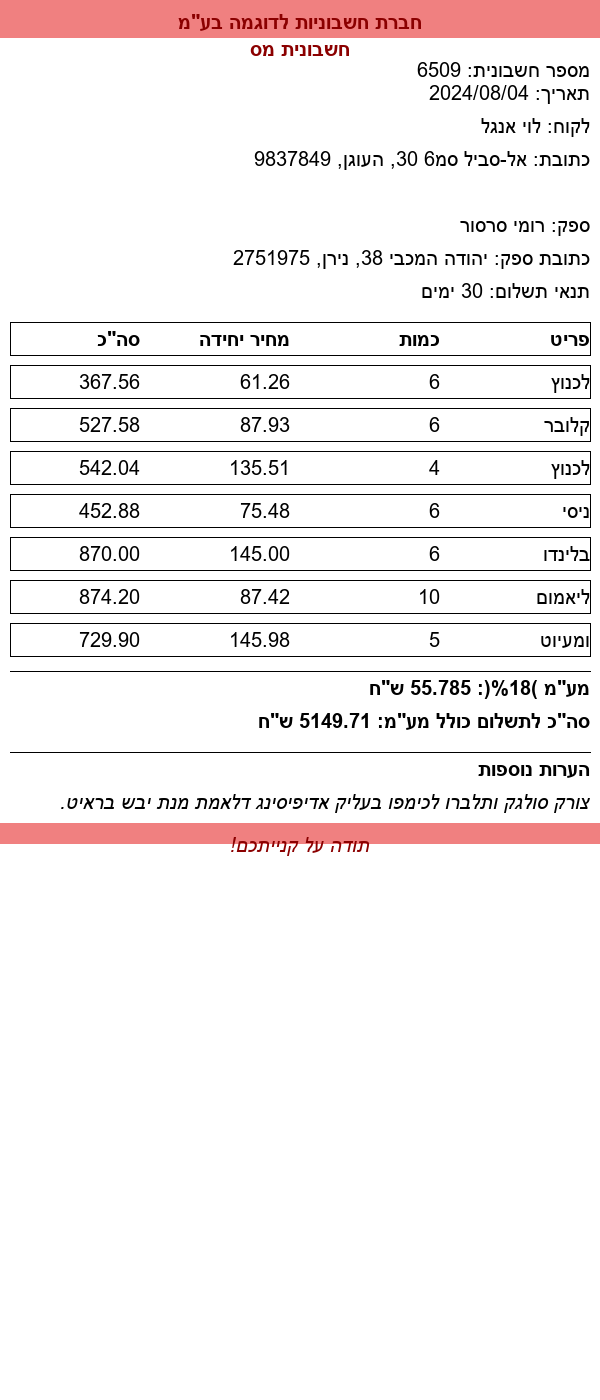 חברת חשבוניות לדוגמה בע"מ
חשבונית מס
מספר חשבונית: 6509
תאריך: 2024/08/04
לקוח: לוי אנגל
כתובת: אל-סביל סמ6 30, העוגן, 9837849
ספק: רומי סרסור
כתובת ספק: יהודה המכבי 38, נירן, 2751975
תנאי תשלום: 30 ימים
פריט כמות מחיר יחידה סה"כ
לכנוץ 6 61.26 367.56
קלובר 6 87.93 527.58
לכנוץ 4 135.51 542.04
ניסי 6 75.48 452.88
בלינדו 6 145.00 870.00
ליאמום 10 87.42 874.20
ומעיוט 5 145.98 729.90
מע"מ )18%(: 55.785 ש"ח
סה"כ לתשלום כולל מע"מ: 5149.71 ש"ח
הערות נוספות
צורק סולגק ותלברו לכימפו בעליק אדיפיסינג דלאמת מנת יבש בראיט.
תודה על קנייתכם!